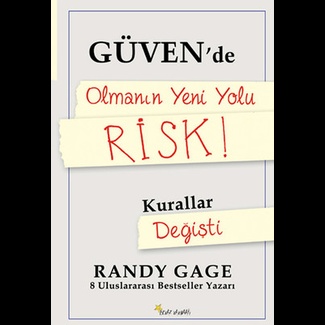 GÜVEN'de
Olmanın Yeni Yolu
RİSK!
Kurallar
Değişti
RANDY GAGE
8 Uluslararası Bestseller Yazarı